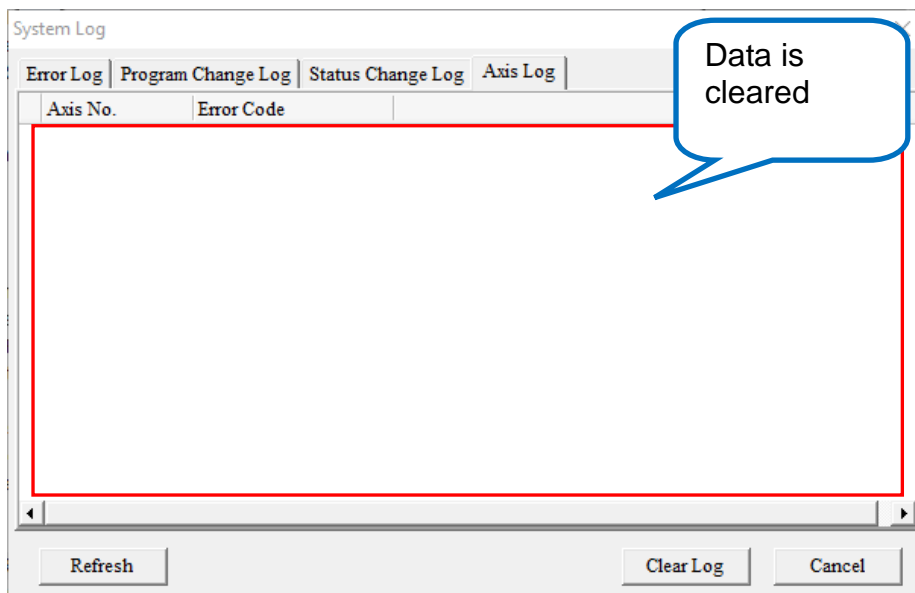 System Log
Data is
cleared
Error Log Program Change Log Status Change Log Axis Log
Axis No. Error Code
Refresh Clear Log Cancel